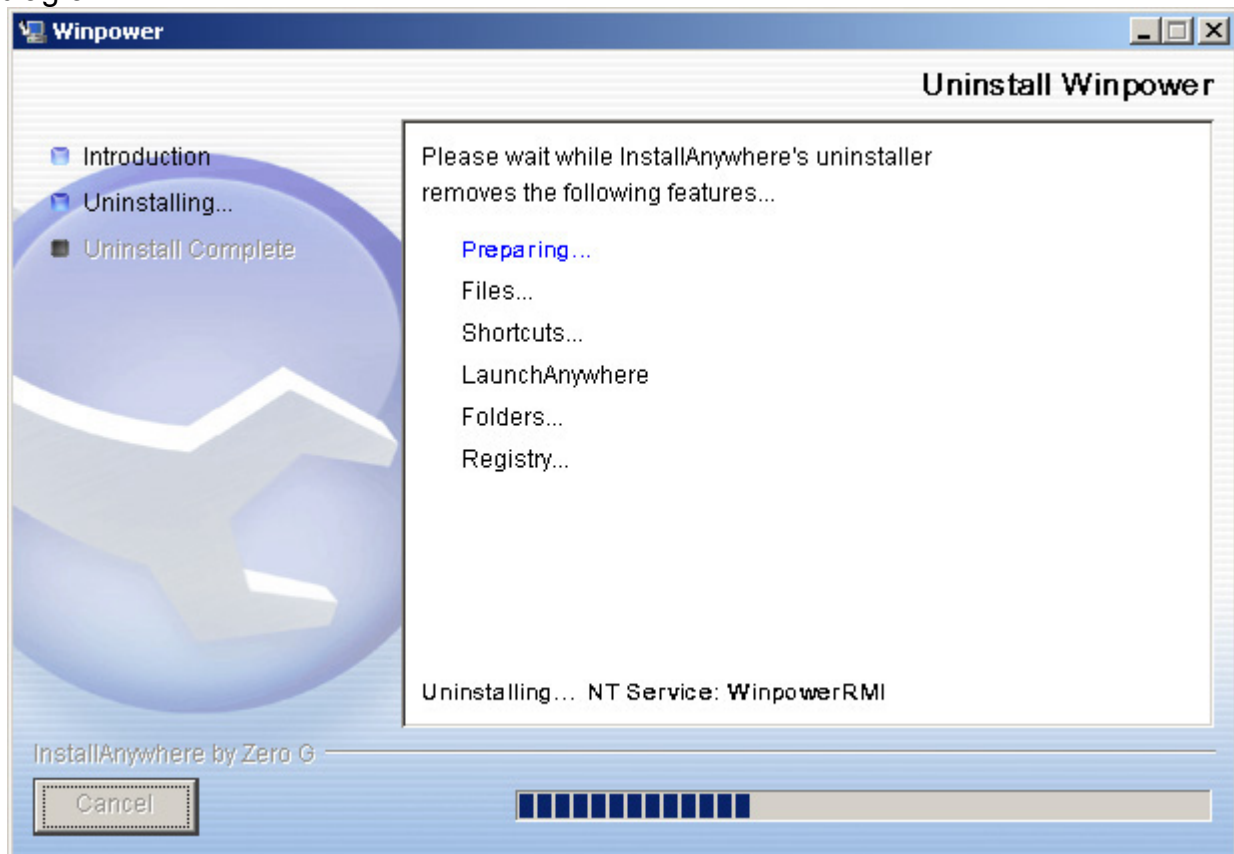 Winpower
Uninstall Winpower
Introduction
Uninstalling...
Uninstall Complete
Please wait while InstallAnywhere's uninstaller
removes the following features...
Preparing...
Files...
Shortcuts...
LaunchAnywhere
Folders...
Registry...
Uninstalling... NT Service: WinpowerRMI
InstallAnywhere by Zero G
Cancel